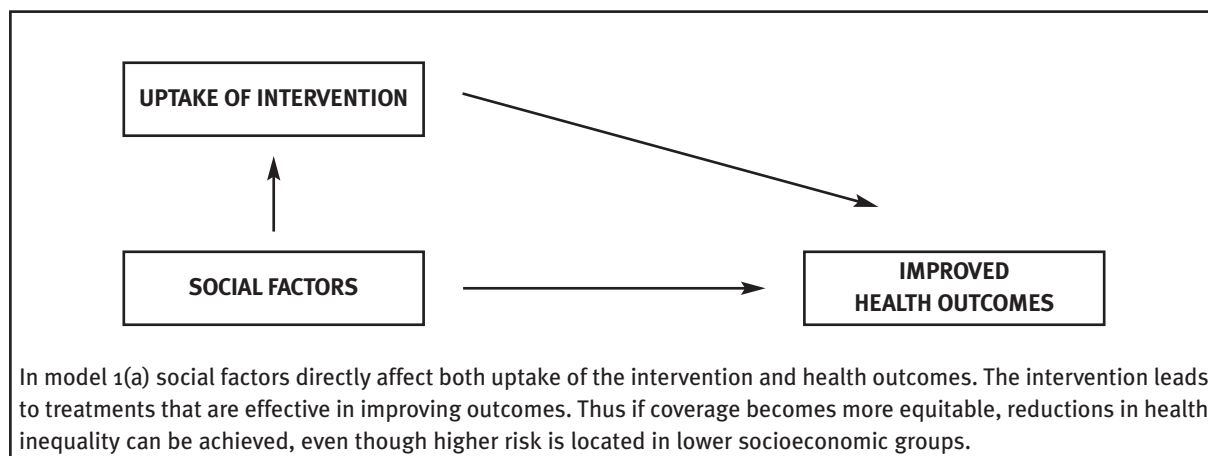 UPTAKE OF INTERVENTION
SOCIAL FACTORS
IMPROVED
HEALTH OUTCOMES
In model 1(a) social factors directly affect both uptake of the intervention and health outcomes. The intervention leads
to treatments that are effective in improving outcomes. Thus if coverage becomes more equitable, reductions in health
inequality can be achieved, even though higher risk is located in lower socioeconomic groups.